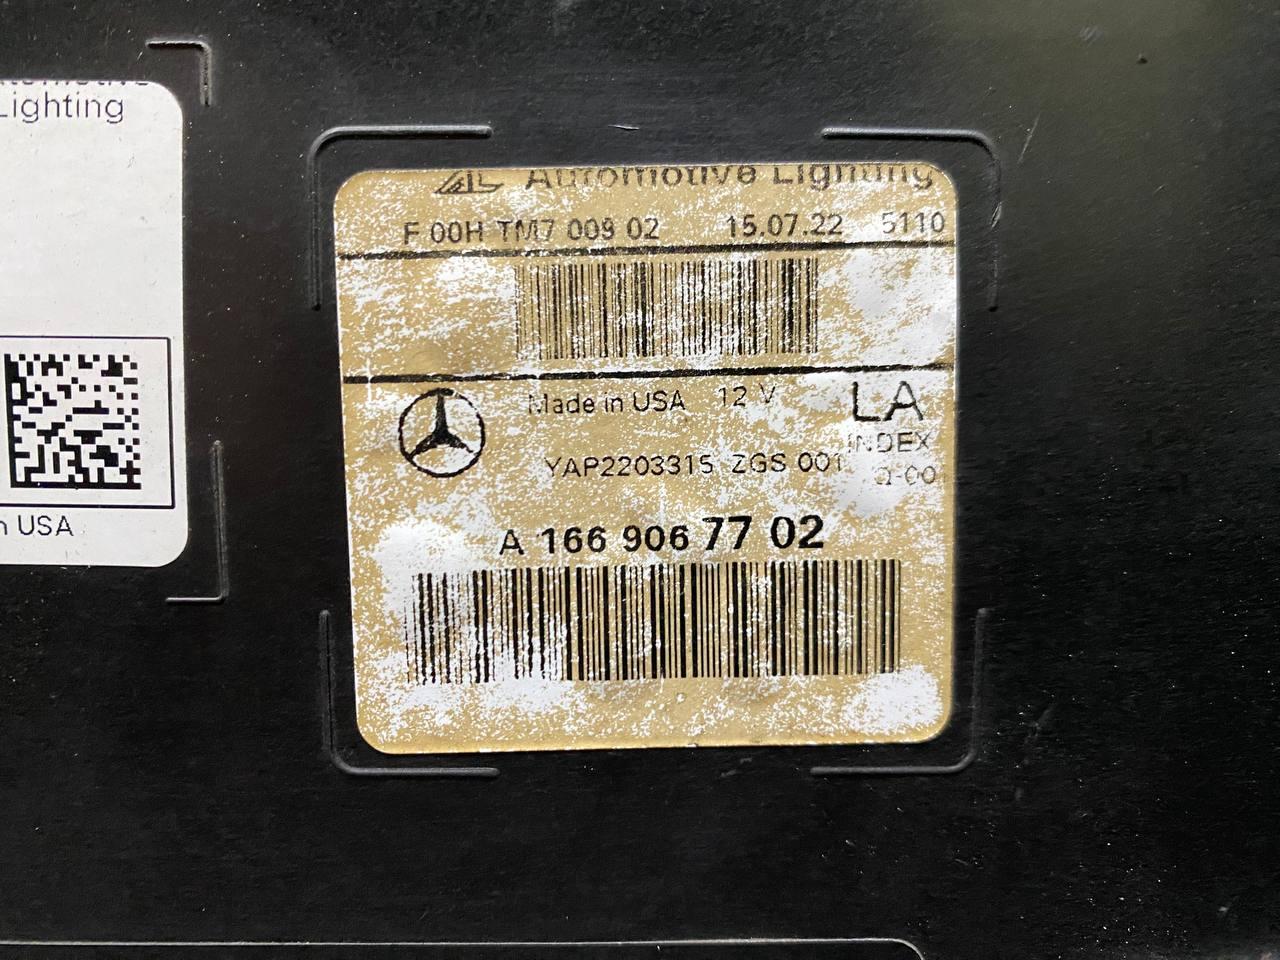 Lighting
n USA
AL Automotive Lighting
F 00H TM7 009 02 15.07.22 5110
Made in USA 12 V LA
INDEX
YAP2203315 ZGS 001
A 166 906 77 02